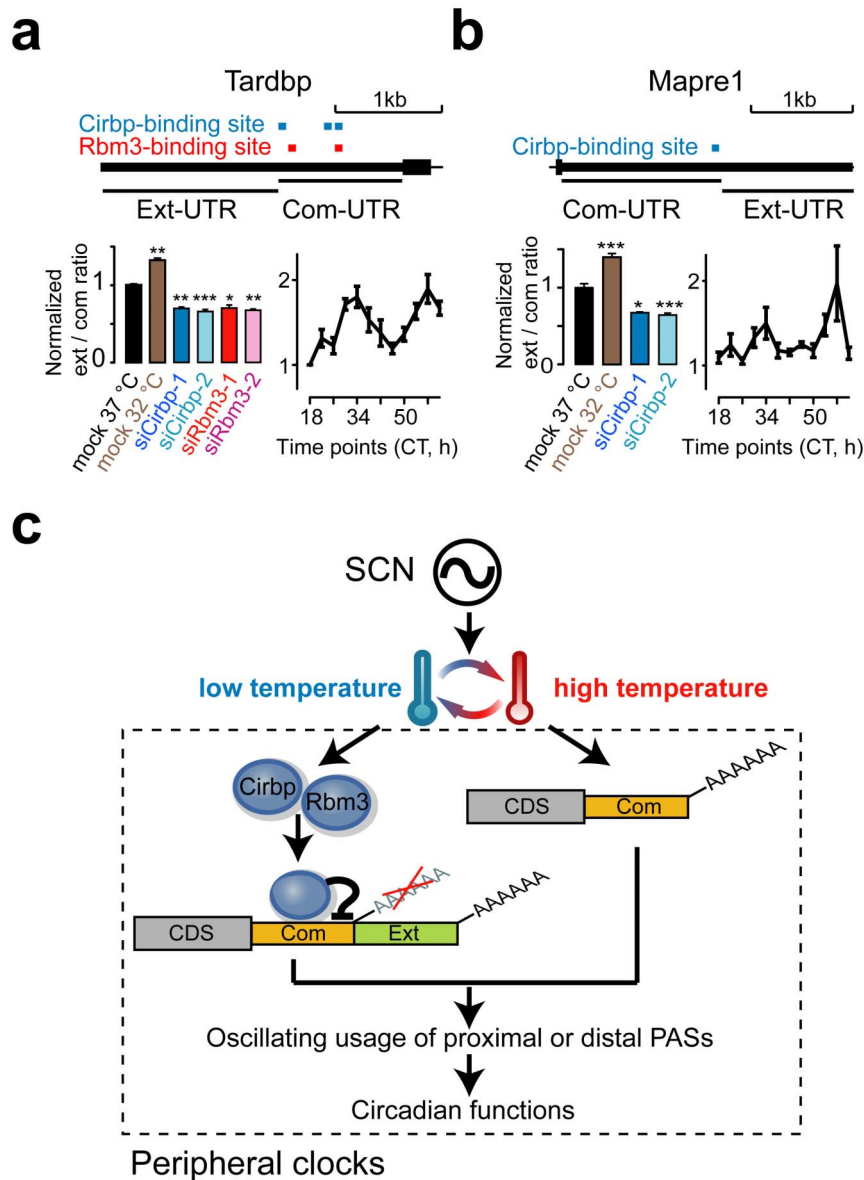 a
Tardbp
1kb
Cirbp-binding site
Rbm3-binding site
Ext-UTR
Com-UTR
Normalized
ext / com ratio
1
0
**
**
***
*
**
mock 37 °C
mock 32 °C
siCirbp-1
siCirbp-2
siRbm3-1
siRbm3-2
2
1
18
34
50
Time points (CT, h)
b
Mapre1
1kb
Cirbp-binding site
Com-UTR
Ext-UTR
Normalized
ext / com ratio
1
0
***
*
***
mock 37 °C
mock 32 °C
siCirbp-1
siCirbp-2
2
1
18
34
50
Time points (CT, h)
c
SCN
low temperature
high temperature
Cirbp
Rbm3
CDS
Com
AAAAAA
CDS
Com
Ext
AAAAAA
AAAAAA
Oscillating usage of proximal or distal PASs
Circadian functions
Peripheral clocks